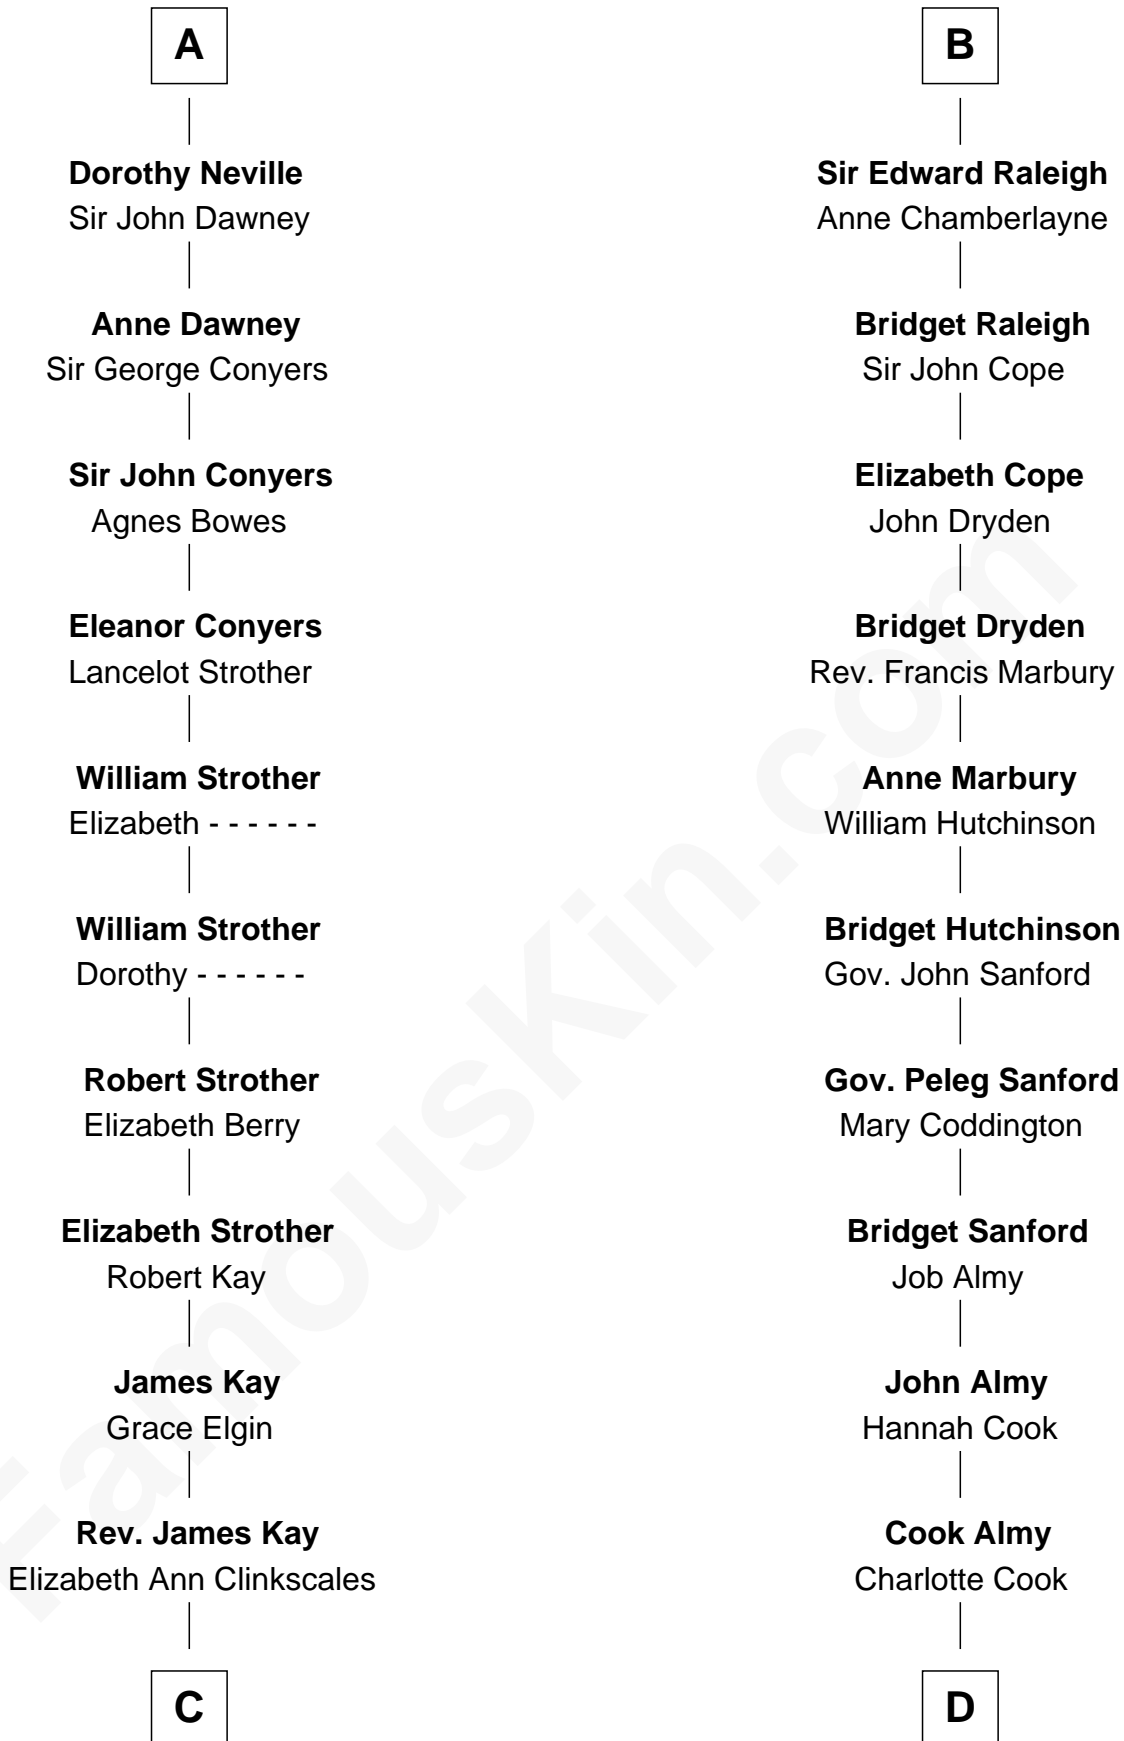 A
Dorothy Neville
Sir John Dawney
Anne Dawney
Sir George Conyers
Sir John Conyers
Agnes Bowes
Eleanor Conyers
Lancelot Strother
William Strother
Elizabeth - - - - - -
William Strother
Dorothy - - - - - -
Robert Strother
Elizabeth Berry
Elizabeth Strother
Robert Kay
James Kay
Grace Elgin
Rev. James Kay
Elizabeth Ann Clinkscales
C
B
Sir Edward Raleigh
Anne Chamberlayne
Bridget Raleigh
Sir John Cope
Elizabeth Cope
John Dryden
Bridget Dryden
Rev. Francis Marbury
Anne Marbury
William Hutchinson
Bridget Hutchinson
Gov. John Sanford
Gov. Peleg Sanford
Mary Coddington
Bridget Sanford
Job Almy
John Almy
Hannah Cook
Cook Almy
Charlotte Cook
D
FamousKin.com